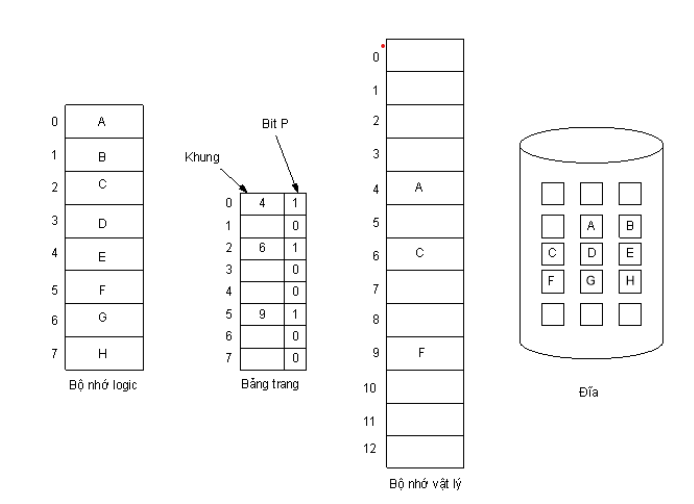 0 A
1 B
2 C
3 D
4 E
5 F
6 G
7 H
Bộ nhớ logic
Khung
Bit P
0 4 1
1 0
2 6 1
3 0
4 0
5 9 1
6 0
7 0
Bảng trang
0
1
2
3
4 A
5
6 C
7
8
9 F
10
11
12
Bộ nhớ vật lý
A B
C D E
F G H
Đĩa